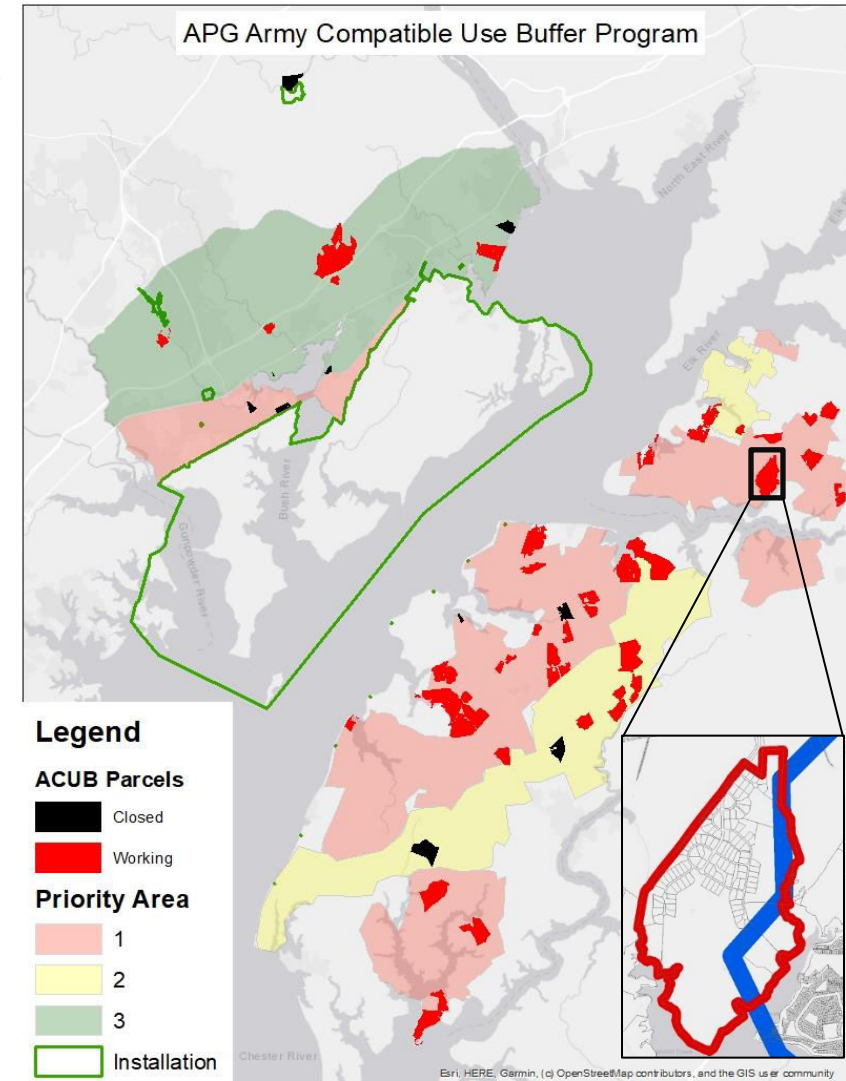 APG Army Compatible Use Buffer Program
North East River
Elk River
Bush River
Gunpowder River
Legend
ACUB Parcels
Closed
Working
Priority Area
1
2
3
Installation
Chester River
Esri, HERE, Garmin, (c) OpenStreetMap contributors, and the GIS user community